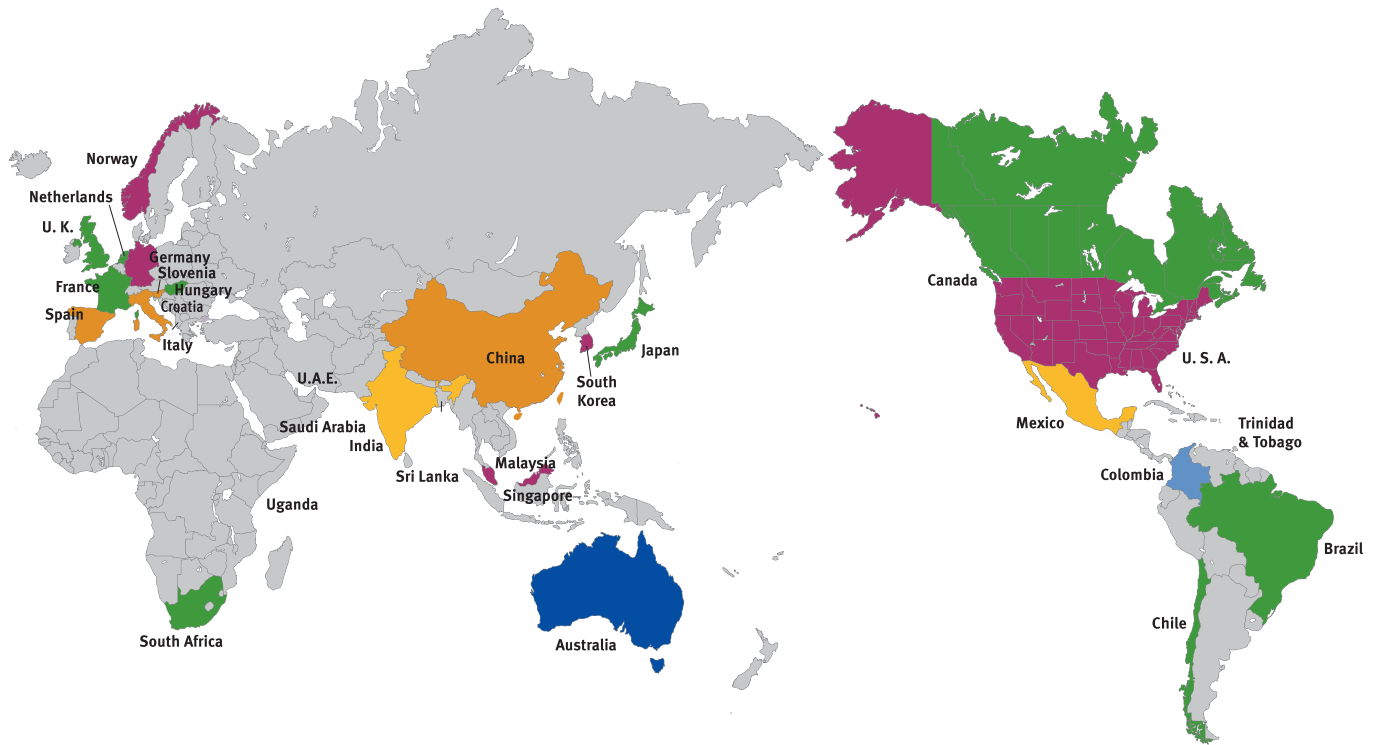 Norway
Netherlands
U. K.
Germany
Slovenia
France
Hungary
Croatia
Spain
Italy
U.A.E.
China
Japan
South
Korea
Saudi Arabia
India
Sri Lanka
Malaysia
Singapore
Uganda
South Africa
Australia
Canada
U. S. A.
Mexico
Trinidad
& Tobago
Colombia
Brazil
Chile